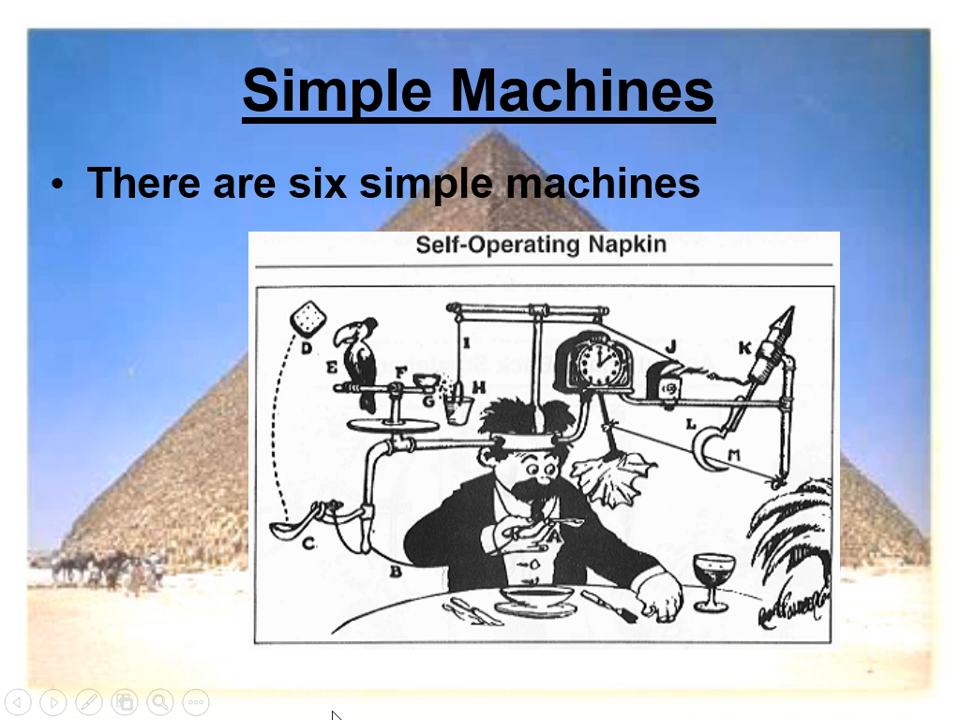 Simple Machines
• There are six simple machines
Self-Operating Napkin
D
E
F
G
H
I
J
K
L
M
C
B
A